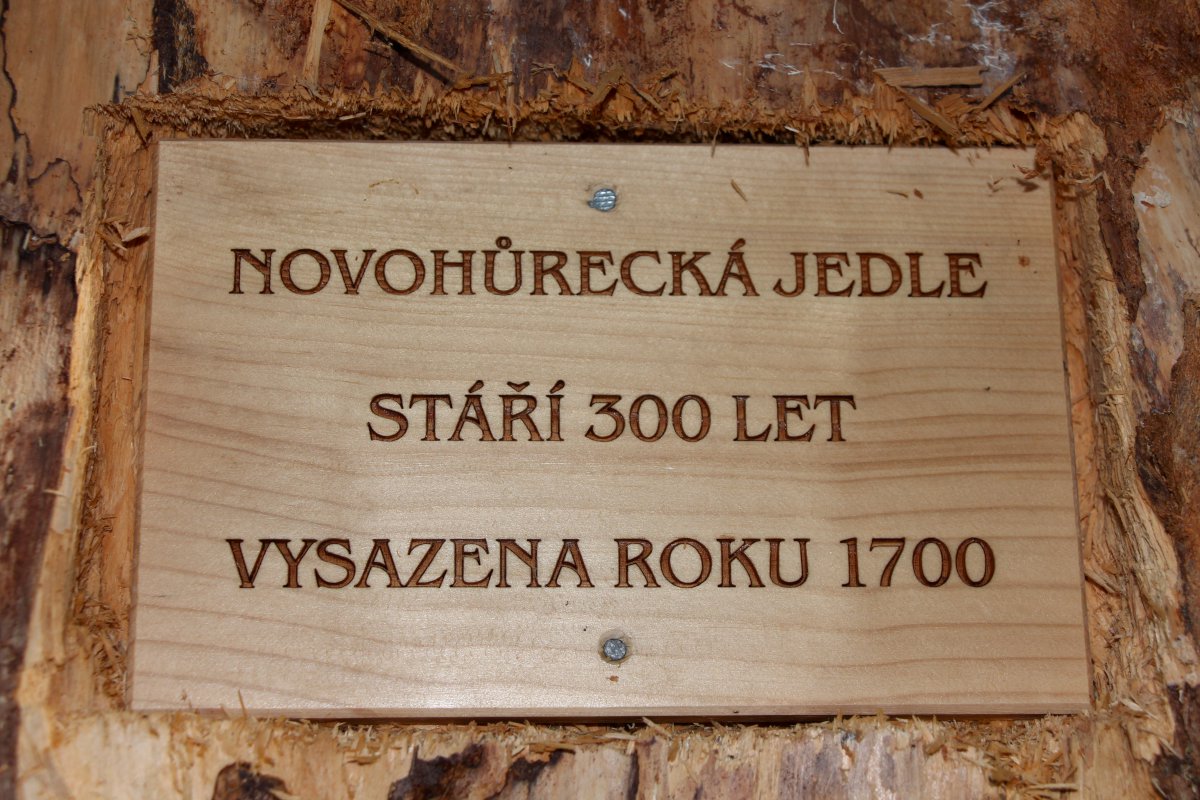 NOVOHŮRECKÁ JEDLE
STÁŘÍ 300 LET
VYSAZENA ROKU 1700